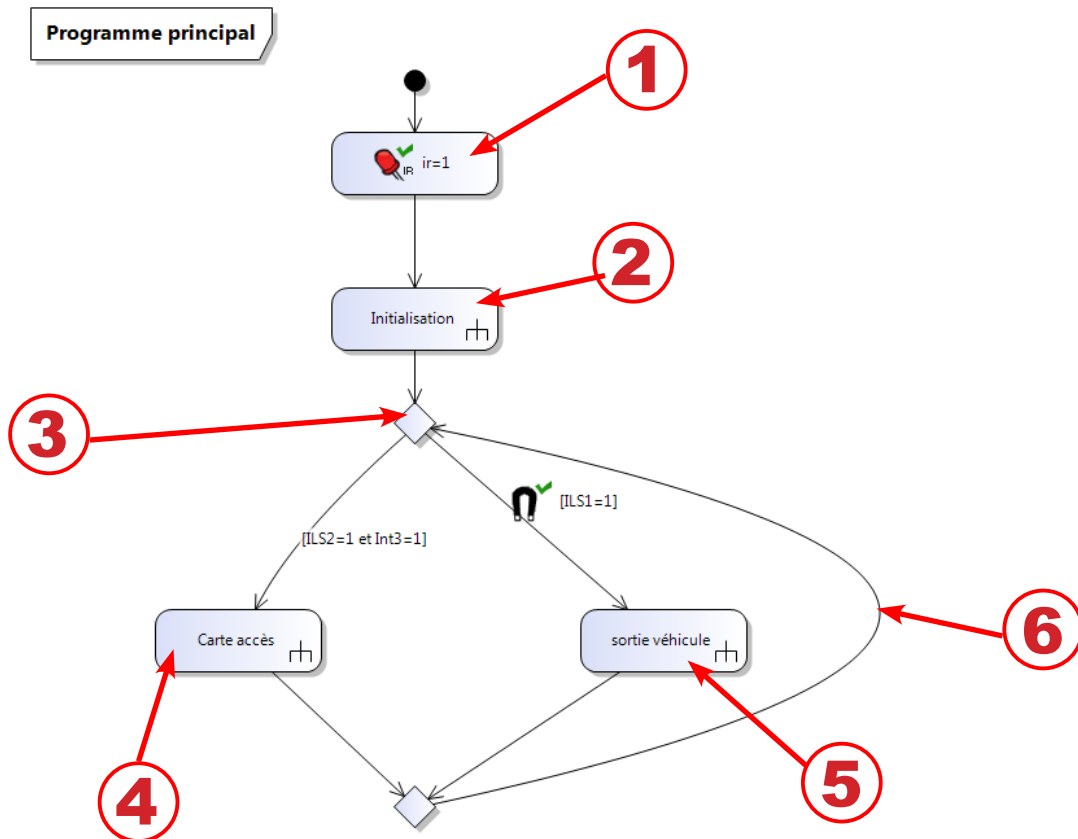 Programme principal
1
IR ir=1
2
Initialisation
3
[ILS1=1]
[ILS2=1 et Int3=1]
6
Carte accès
sortie véhicule
5
4